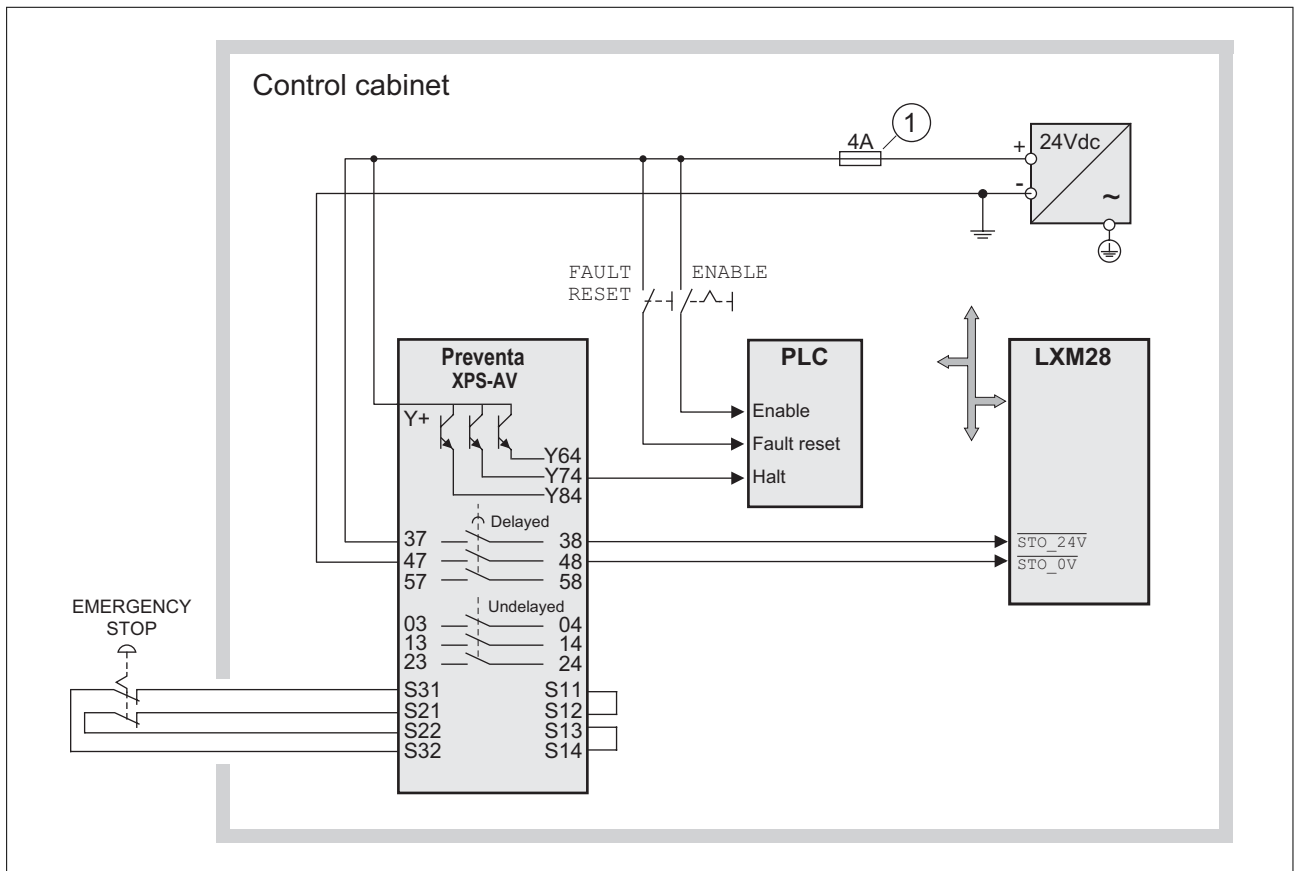 Control cabinet
1
4A
+
24Vdc
-
~
FAULT
RESET
ENABLE
Preventa
XPS-AV
Y+
Y64
Y74
Y84
PLC
Enable
Fault reset
Halt
LXM28
STO_24V
STO_0V
Delayed
37 38
47 48
57 58
Undelayed
03 04
13 14
23 24
EMERGENCY
STOP
S31 S11
S21 S12
S22 S13
S32 S14